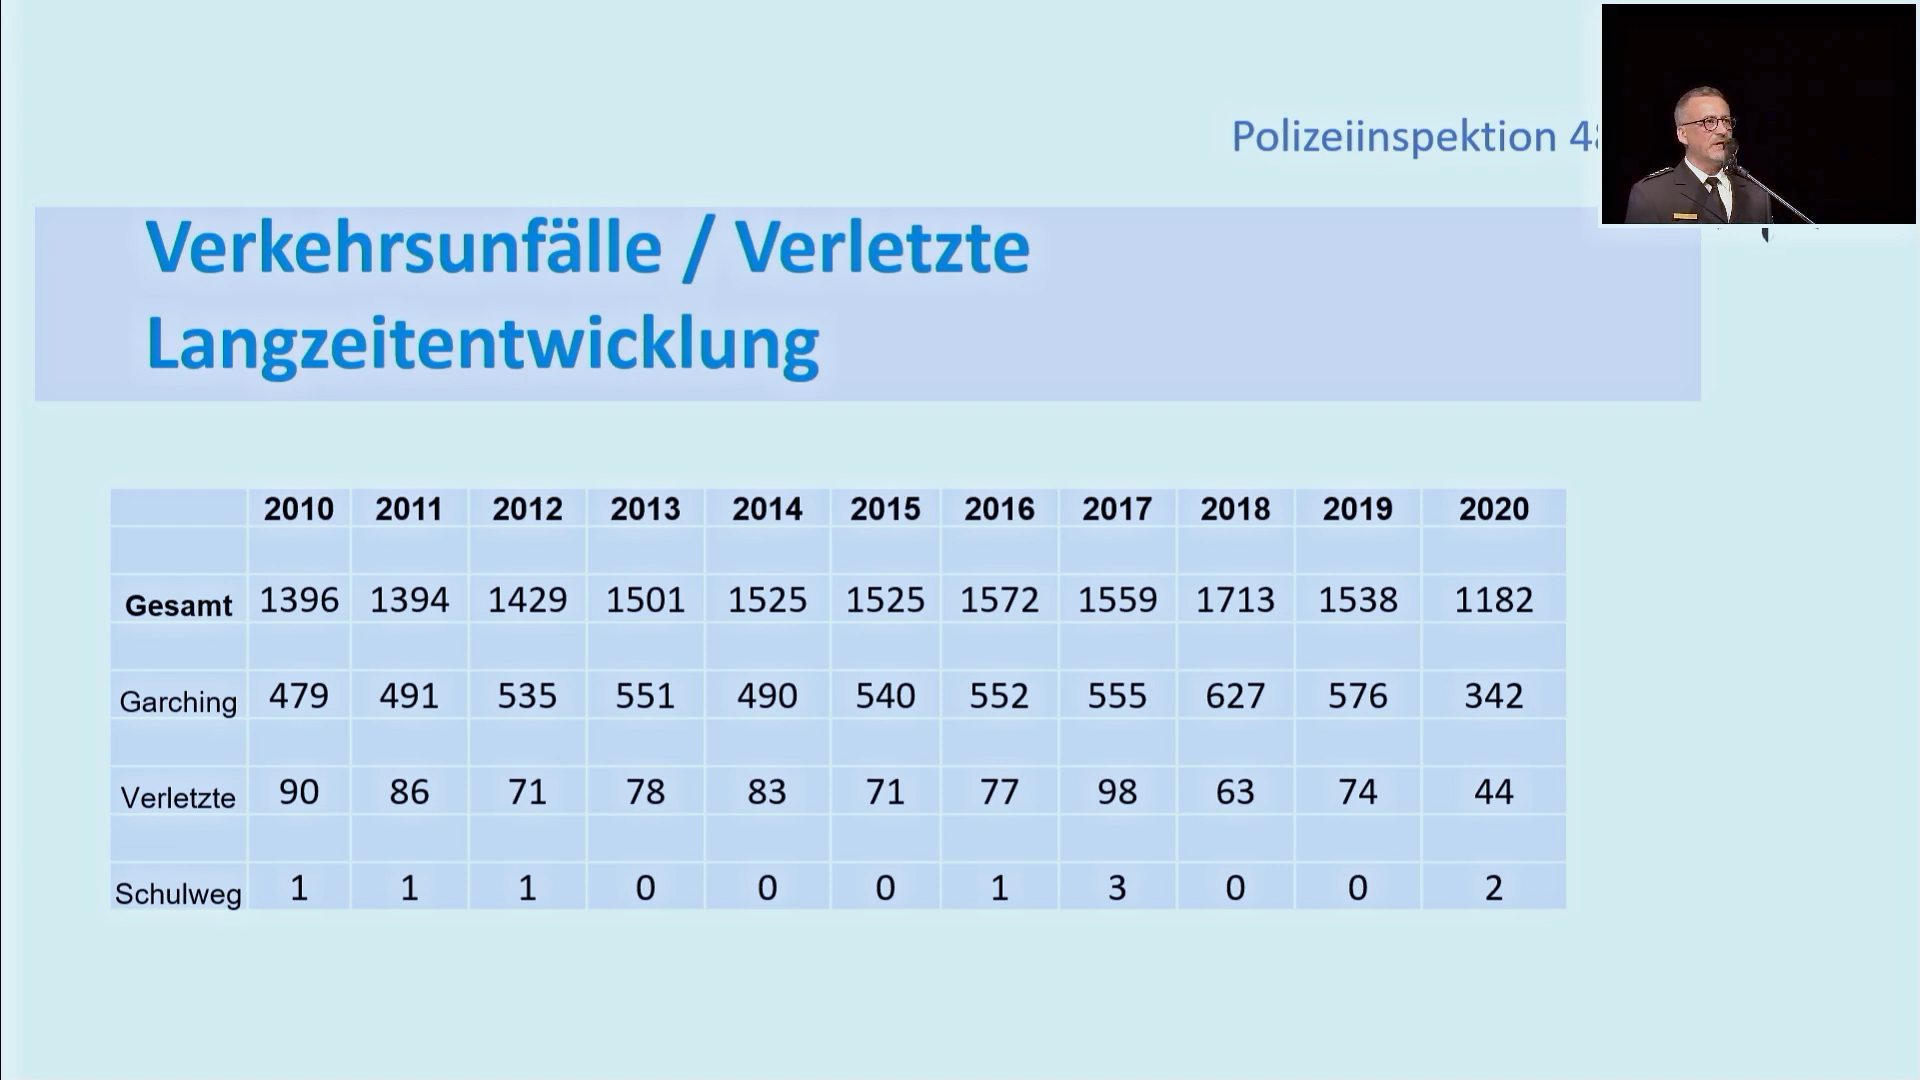 Polizeiinspektion
Verkehrsunfälle / Verletzte
Langzeitentwicklung
2010 2011 2012 2013 2014 2015 2016 2017 2018 2019 2020
Gesamt 1396 1394 1429 1501 1525 1525 1572 1559 1713 1538 1182
Garching 479 491 535 551 490 540 552 555 627 576 342
Verletzte 90 86 71 78 83 71 77 98 63 74 44
Schulweg 1 1 1 0 0 0 1 3 0 0 2